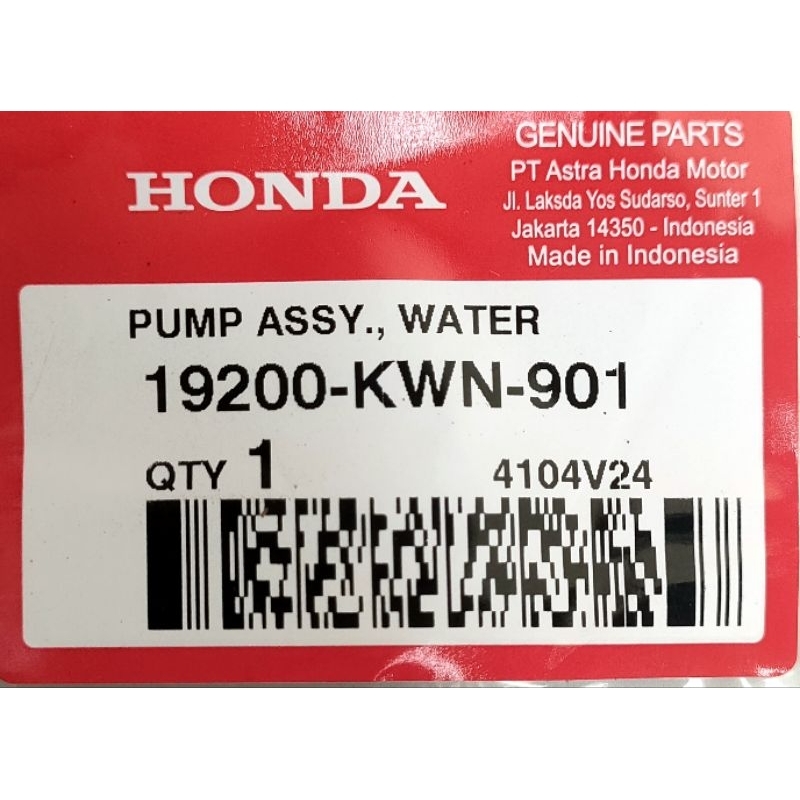 HONDA
GENUINE PARTS
PT Astra Honda Motor
Jl. Laksda Yos Sudarso, Sunter 1
Jakarta 14350 - Indonesia
Made in Indonesia
PUMP ASSY., WATER
19200-KWN-901
QTY 1 4104V24